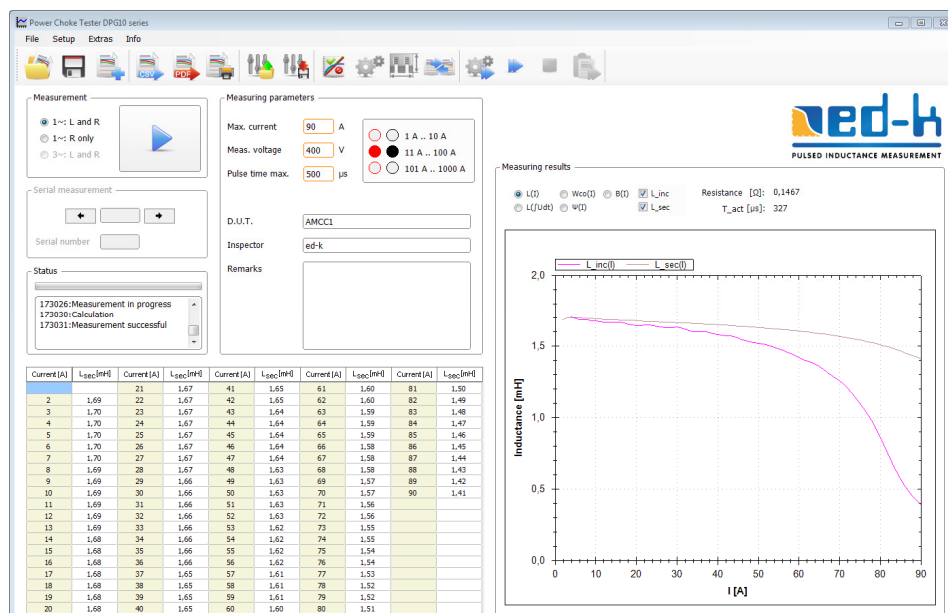 Power Choke Tester DPG10 series
File Setup Extras Info
CSV PDF
Measurement
1~: L and R
1~: R only
3~: L and R
Serial measurement
Serial number
Status
173026:Measurement in progress
173030:Calculation
173031:Measurement successful
Measuring parameters
Max. current 90 A
Meas. voltage 400 V
Pulse time max. 500 µs
1 A .. 10 A
11 A .. 100 A
101 A .. 1000 A
D.U.T. AMCC1
Inspector ed-k
Remarks
ed-k
PULSED INDUCTANCE MEASUREMENT
Measuring results
L(I) Wco(I) B(I) L_inc
L(∫Udt) Ψ(I) L_sec
Resistance [Ω]: 0,1467
T_act [µs]: 327
L_inc(I) L_sec(I)
2,0
1,5
1,0
0,5
0,0
Inductance [mH]
0 10 20 30 40 50 60 70 80 90
I [A]
Current [A] Lsec[mH] Current [A] Lsec[mH] Current [A] Lsec[mH] Current [A] Lsec[mH] Current [A] Lsec[mH]
21 1,67 41 1,65 61 1,60 81 1,50
2 1,69 22 1,67 42 1,65 62 1,60 82 1,49
3 1,70 23 1,67 43 1,64 63 1,59 83 1,48
4 1,70 24 1,67 44 1,64 64 1,59 84 1,47
5 1,70 25 1,67 45 1,64 65 1,59 85 1,46
6 1,70 26 1,67 46 1,64 66 1,58 86 1,45
7 1,70 27 1,67 47 1,64 67 1,58 87 1,44
8 1,69 28 1,67 48 1,63 68 1,58 88 1,43
9 1,69 29 1,66 49 1,63 69 1,57 89 1,42
10 1,69 30 1,66 50 1,63 70 1,57 90 1,41
11 1,69 31 1,66 51 1,63 71 1,56
12 1,69 32 1,66 52 1,63 72 1,56
13 1,69 33 1,66 53 1,62 73 1,55
14 1,68 34 1,66 54 1,62 74 1,55
15 1,68 35 1,66 55 1,62 75 1,54
16 1,68 36 1,66 56 1,62 76 1,54
17 1,68 37 1,65 57 1,61 77 1,53
18 1,68 38 1,65 58 1,61 78 1,52
19 1,68 39 1,65 59 1,61 79 1,52
20 1,68 40 1,65 60 1,60 80 1,51